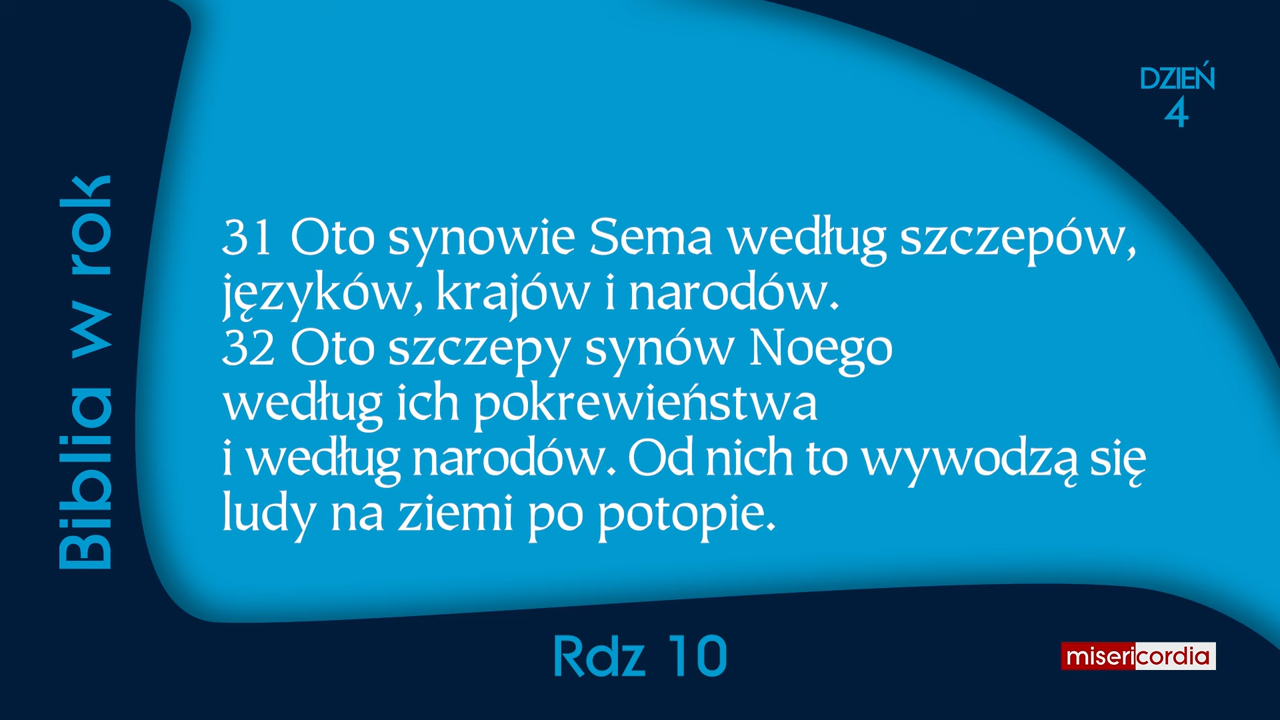 DZIEŃ
4
Biblia w rok
31 Oto synowie Sema według szczepów,
języków, krajów i narodów.
32 Oto szczepy synów Noego
według ich pokrewieństwa
i według narodów. Od nich to wywodzą się
ludy na ziemi po potopie.
Rdz 10
misericordia